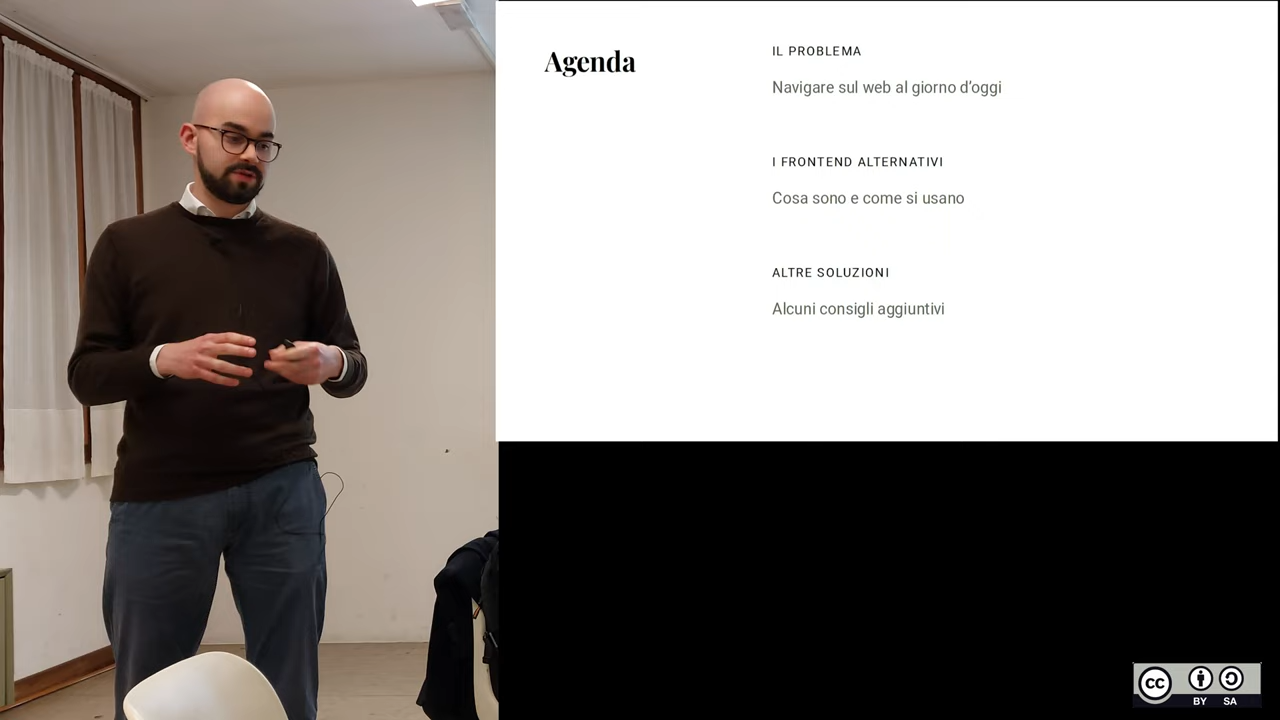 Agenda
IL PROBLEMA
Navigare sul web al giorno d’oggi
I FRONTEND ALTERNATIVI
Cosa sono e come si usano
ALTRE SOLUZIONI
Alcuni consigli aggiuntivi
cc
BY SA